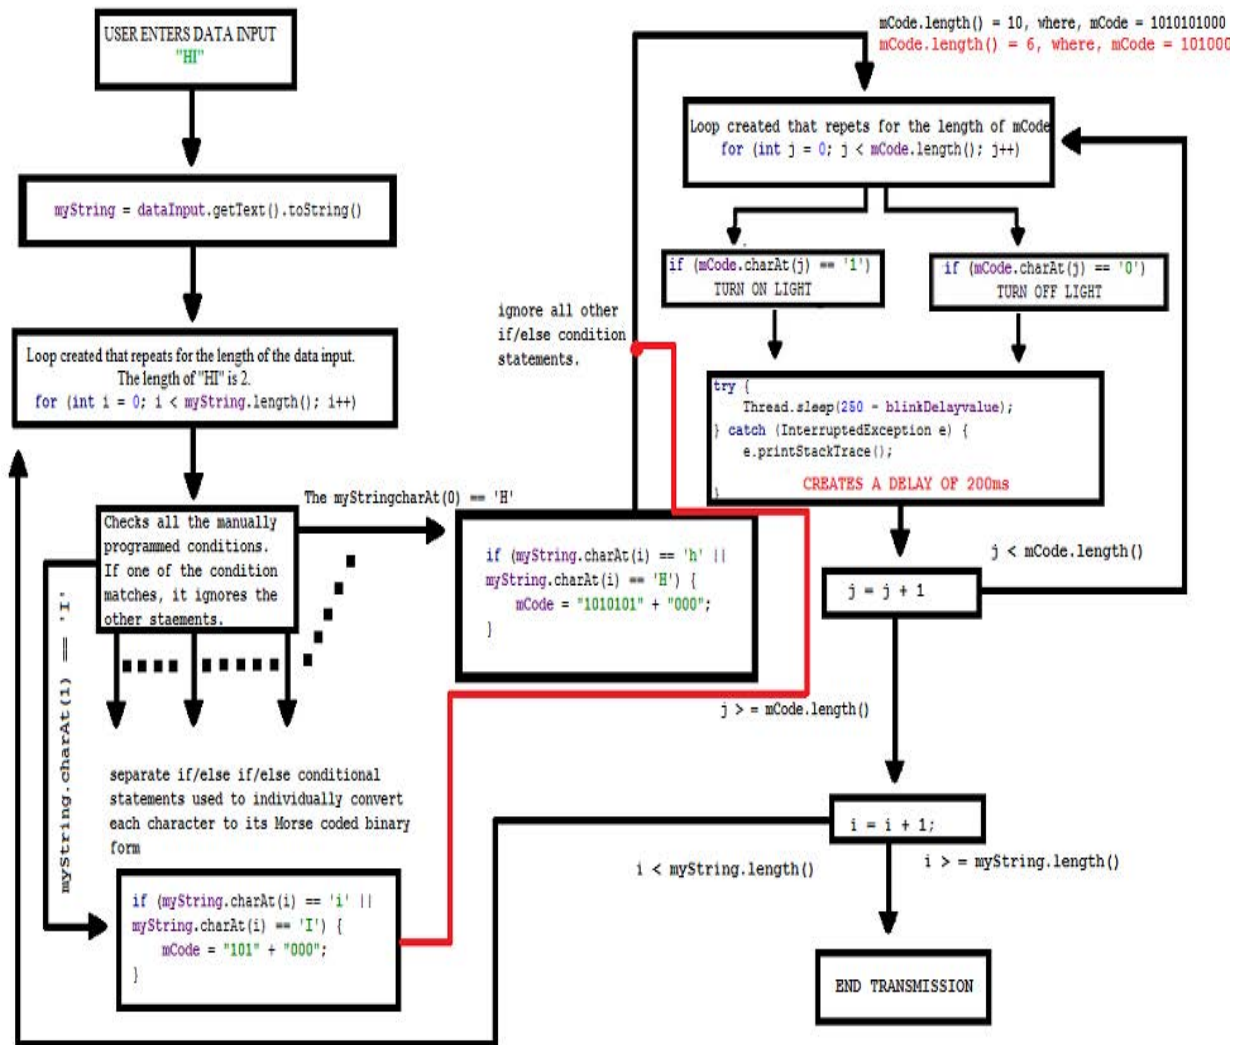 USER ENTERS DATA INPUT
"HI"
myString = dataInput.getText().toString()
Loop created that repeats for the length of the data input.
The length of "HI" is 2.
for (int i = 0; i < myString.length(); i++)
Checks all the manually
programmed conditions.
If one of the condition
matches, it ignores the
other staements.
The myStringcharAt(0) == 'H'
myString.charAt(1) == 'I'
separate if/else if/else conditional
statements used to individually convert
each character to its Morse coded binary
form
if (myString.charAt(i) == 'i' ||
myString.charAt(i) == 'I') {
mCode = "101" + "000";
}
if (myString.charAt(i) == 'h' ||
myString.charAt(i) == 'H') {
mCode = "1010101" + "000";
}
ignore all other
if/else condition
statements.
mCode.length() = 10, where, mCode = 1010101000
mCode.length() = 6, where, mCode = 101000
Loop created that repets for the length of mCode
for (int j = 0; j < mCode.length(); j++)
if (mCode.charAt(j) == '1')
TURN ON LIGHT
if (mCode.charAt(j) == '0')
TURN OFF LIGHT
try {
Thread.sleep(250 - blinkDelayvalue);
} catch (InterruptedException e) {
e.printStackTrace();
CREATES A DELAY OF 200ms
}
j < mCode.length()
j = j + 1
j > = mCode.length()
i = i + 1;
i < myString.length()
i > = myString.length()
END TRANSMISSION